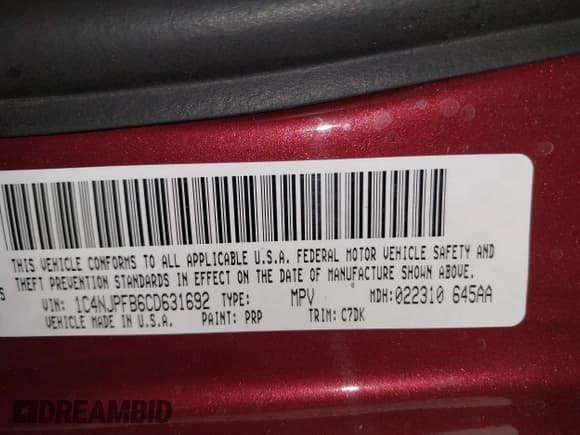 THIS VEHICLE CONFORMS TO ALL APPLICABLE U.S.A. FEDERAL MOTOR VEHICLE SAFETY AND
THEFT PREVENTION STANDARDS IN EFFECT ON THE DATE OF MANUFACTURE SHOWN ABOVE.
VIN: 1C4NJPFB6CD631692 TYPE: MPV MDH:022310 645AA
VEHICLE MADE IN U.S.A. PAINT: PRP TRIM: C7DK
DREAMBID